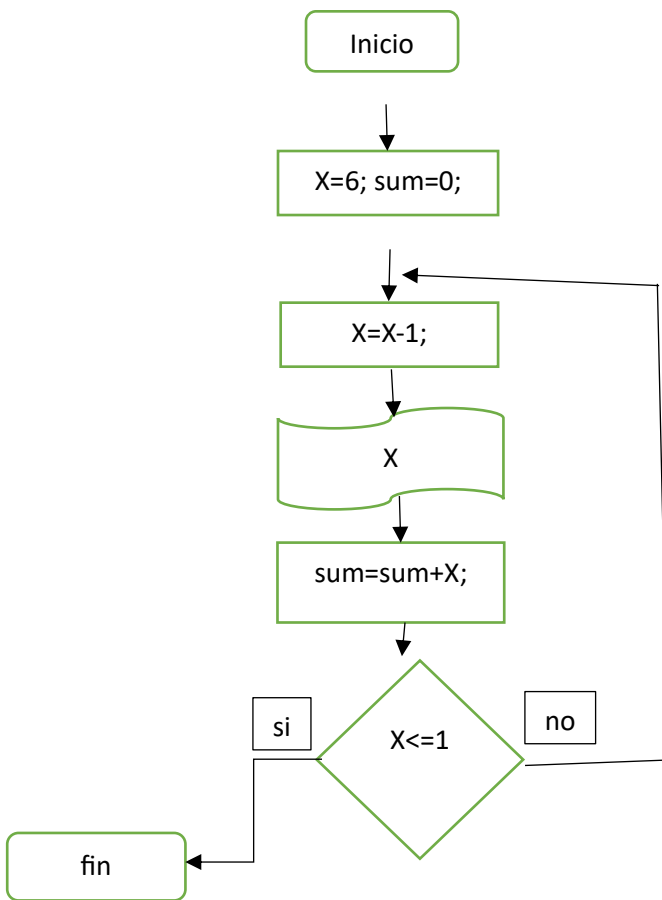 Inicio
X=6; sum=0;
X=X-1;
X
sum=sum+X;
si
X<=1
no
fin